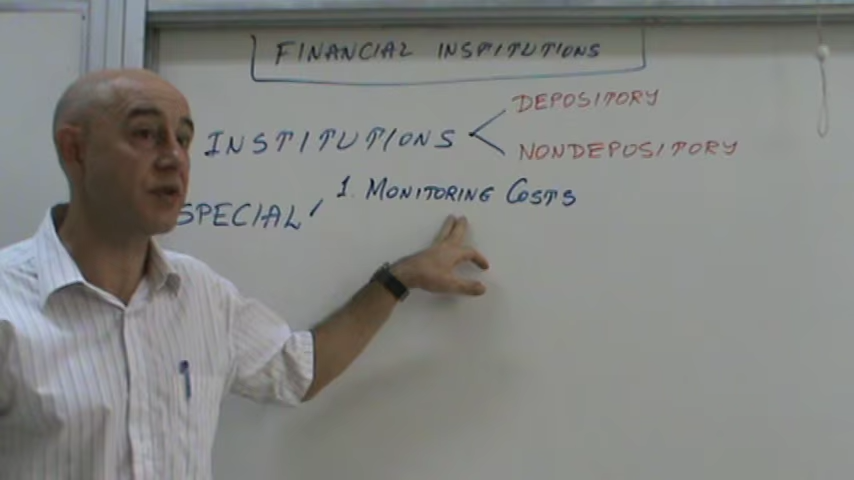 FINANCIAL INSTITUTIONS
DEPOSITORY
INSTITUTIONS
NONDEPOSITORY
1. MONITORING COSTS
SPECIAL